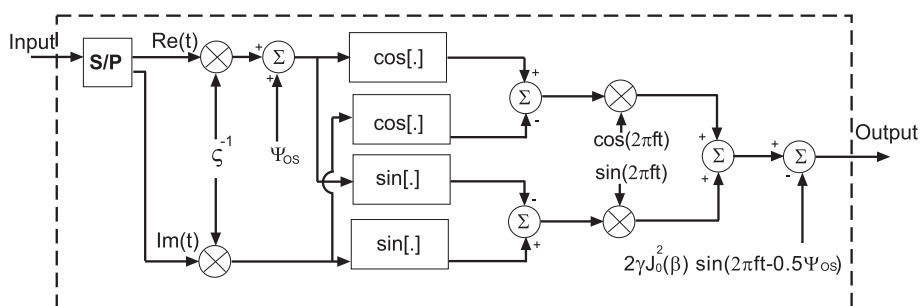 Input
S/P
Re(t)
Im(t)
ς⁻¹
+
Σ
+
Ψ_OS
cos[.]
cos[.]
sin[.]
sin[.]
+
Σ
-
-
Σ
+
cos(2πft)
sin(2πft)
+
Σ
+
+
Σ
-
Output
2γJ₀²(β) sin(2πft-0.5Ψ_OS)